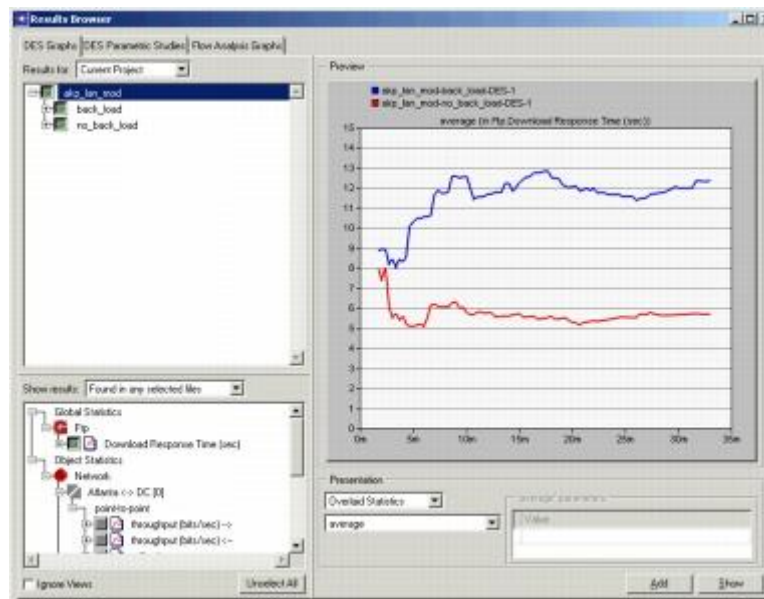 Results Browser
DES Graphs DES Parametric Studies Flow Analysis Graphs
Results for: Current Project
akp_lan_mod
back_load
no_back_load
Show results: Found in any selected files
Global Statistics
Ftp
Download Response Time (sec)
Object Statistics
Network
Atlanta <-> DC [0]
point-to-point
throughput (bits/sec) -->
throughput (bits/sec) <--
Ignore Views
Unselect All
Preview
akp_lan_mod-back_load-DES-1
akp_lan_mod-no_back_load-DES-1
average (in Ftp.Download Response Time (sec))
15
14
13
12
11
10
9
8
7
6
5
4
3
2
1
0
0m 5m 10m 15m 20m 25m 30m 35m
Presentation
Overlaid Statistics
average
average parameters
Value
Add
Show